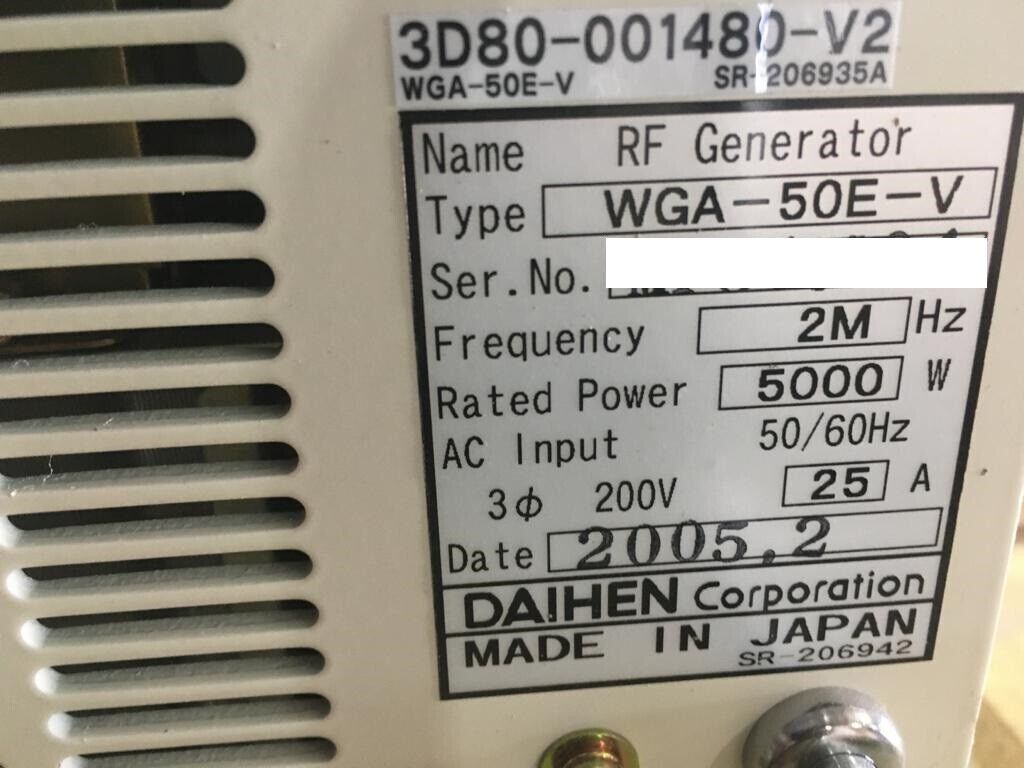 3D80-001480-V2
WGA-50E-V SR-206935A
Name RF Generator
Type WGA-50E-V
Ser.No.
Frequency 2M Hz
Rated Power 5000 W
AC Input 50/60Hz
3φ 200V 25 A
Date 2005.2
DAIHEN Corporation
MADE IN JAPAN
SR-206942